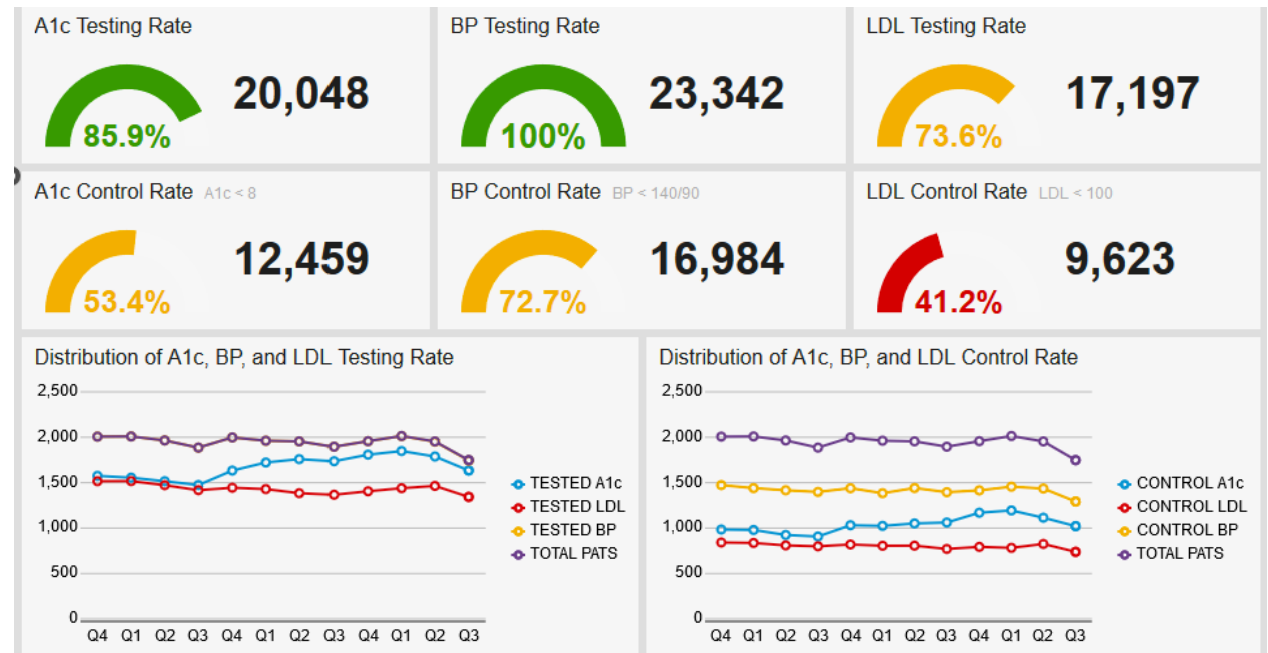 A1c Testing Rate
20,048
85.9%
BP Testing Rate
23,342
100%
LDL Testing Rate
17,197
73.6%
A1c Control Rate A1c < 8
12,459
53.4%
BP Control Rate BP < 140/90
16,984
72.7%
LDL Control Rate LDL < 100
9,623
41.2%
Distribution of A1c, BP, and LDL Testing Rate
2,500
2,000
1,500
1,000
500
0
Q4 Q1 Q2 Q3 Q4 Q1 Q2 Q3 Q4 Q1 Q2 Q3
TESTED A1c
TESTED LDL
TESTED BP
TOTAL PATS
Distribution of A1c, BP, and LDL Control Rate
2,500
2,000
1,500
1,000
500
0
Q4 Q1 Q2 Q3 Q4 Q1 Q2 Q3 Q4 Q1 Q2 Q3
CONTROL A1c
CONTROL LDL
CONTROL BP
TOTAL PATS